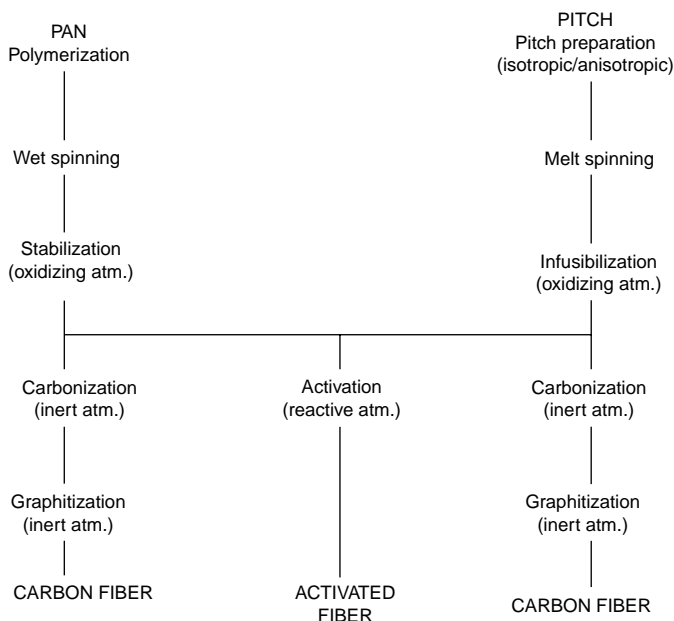 PAN
Polymerization
PITCH
Pitch preparation
(isotropic/anisotropic)
Wet spinning
Melt spinning
Stabilization
(oxidizing atm.)
Infusibilization
(oxidizing atm.)
Carbonization
(inert atm.)
Activation
(reactive atm.)
Carbonization
(inert atm.)
Graphitization
(inert atm.)
Graphitization
(inert atm.)
CARBON FIBER
ACTIVATED
FIBER
CARBON FIBER